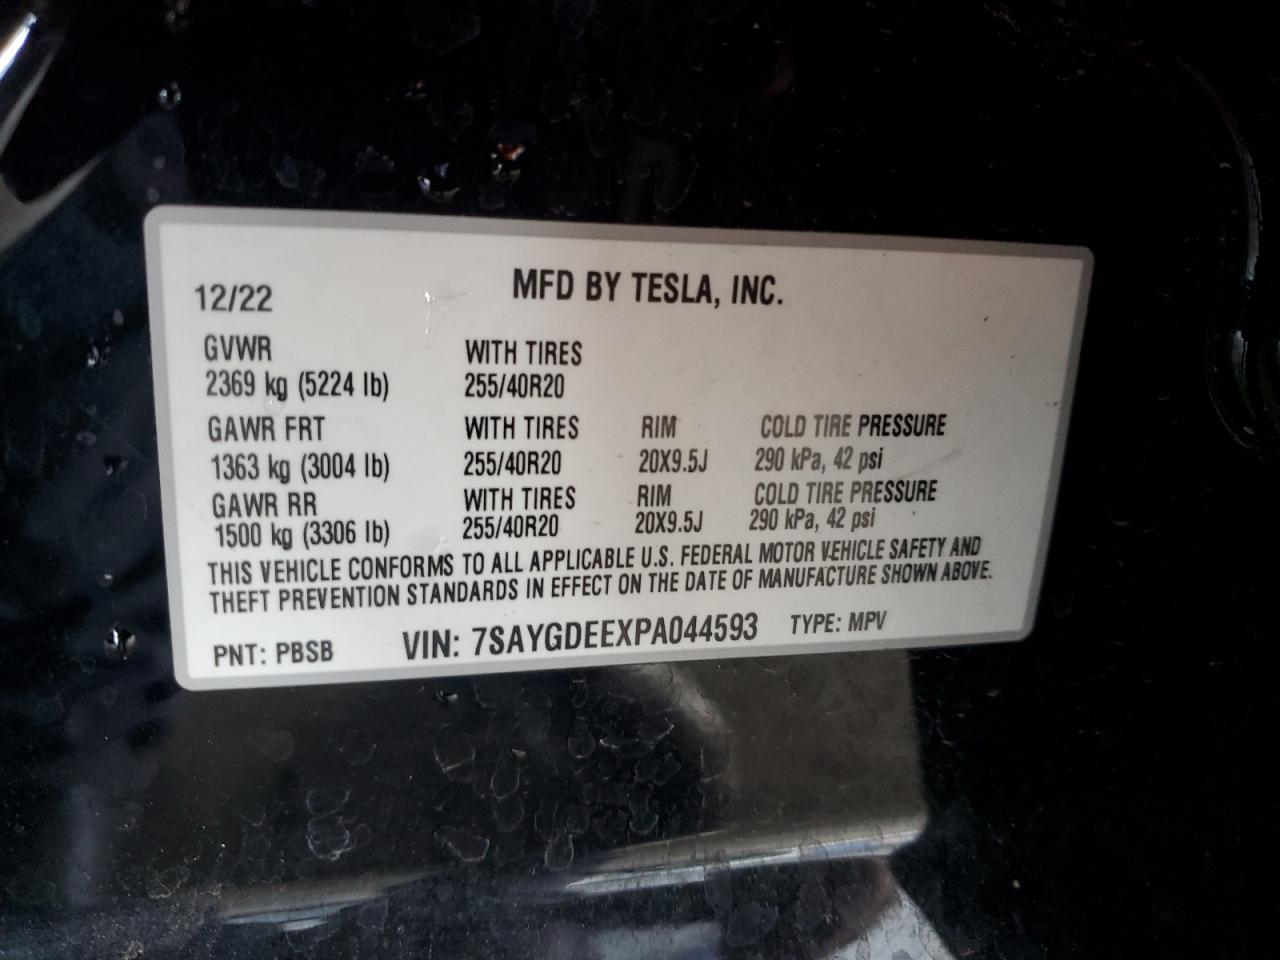 12/22 MFD BY TESLA, INC.
GVWR WITH TIRES
2369 kg (5224 lb) 255/40R20
GAWR FRT WITH TIRES RIM COLD TIRE PRESSURE
1363 kg (3004 lb) 255/40R20 20X9.5J 290 kPa, 42 psi
GAWR RR WITH TIRES RIM COLD TIRE PRESSURE
1500 kg (3306 lb) 255/40R20 20X9.5J 290 kPa, 42 psi
THIS VEHICLE CONFORMS TO ALL APPLICABLE U.S. FEDERAL MOTOR VEHICLE SAFETY AND
THEFT PREVENTION STANDARDS IN EFFECT ON THE DATE OF MANUFACTURE SHOWN ABOVE.
PNT: PBSB VIN: 7SAYGDEEXPA044593 TYPE: MPV